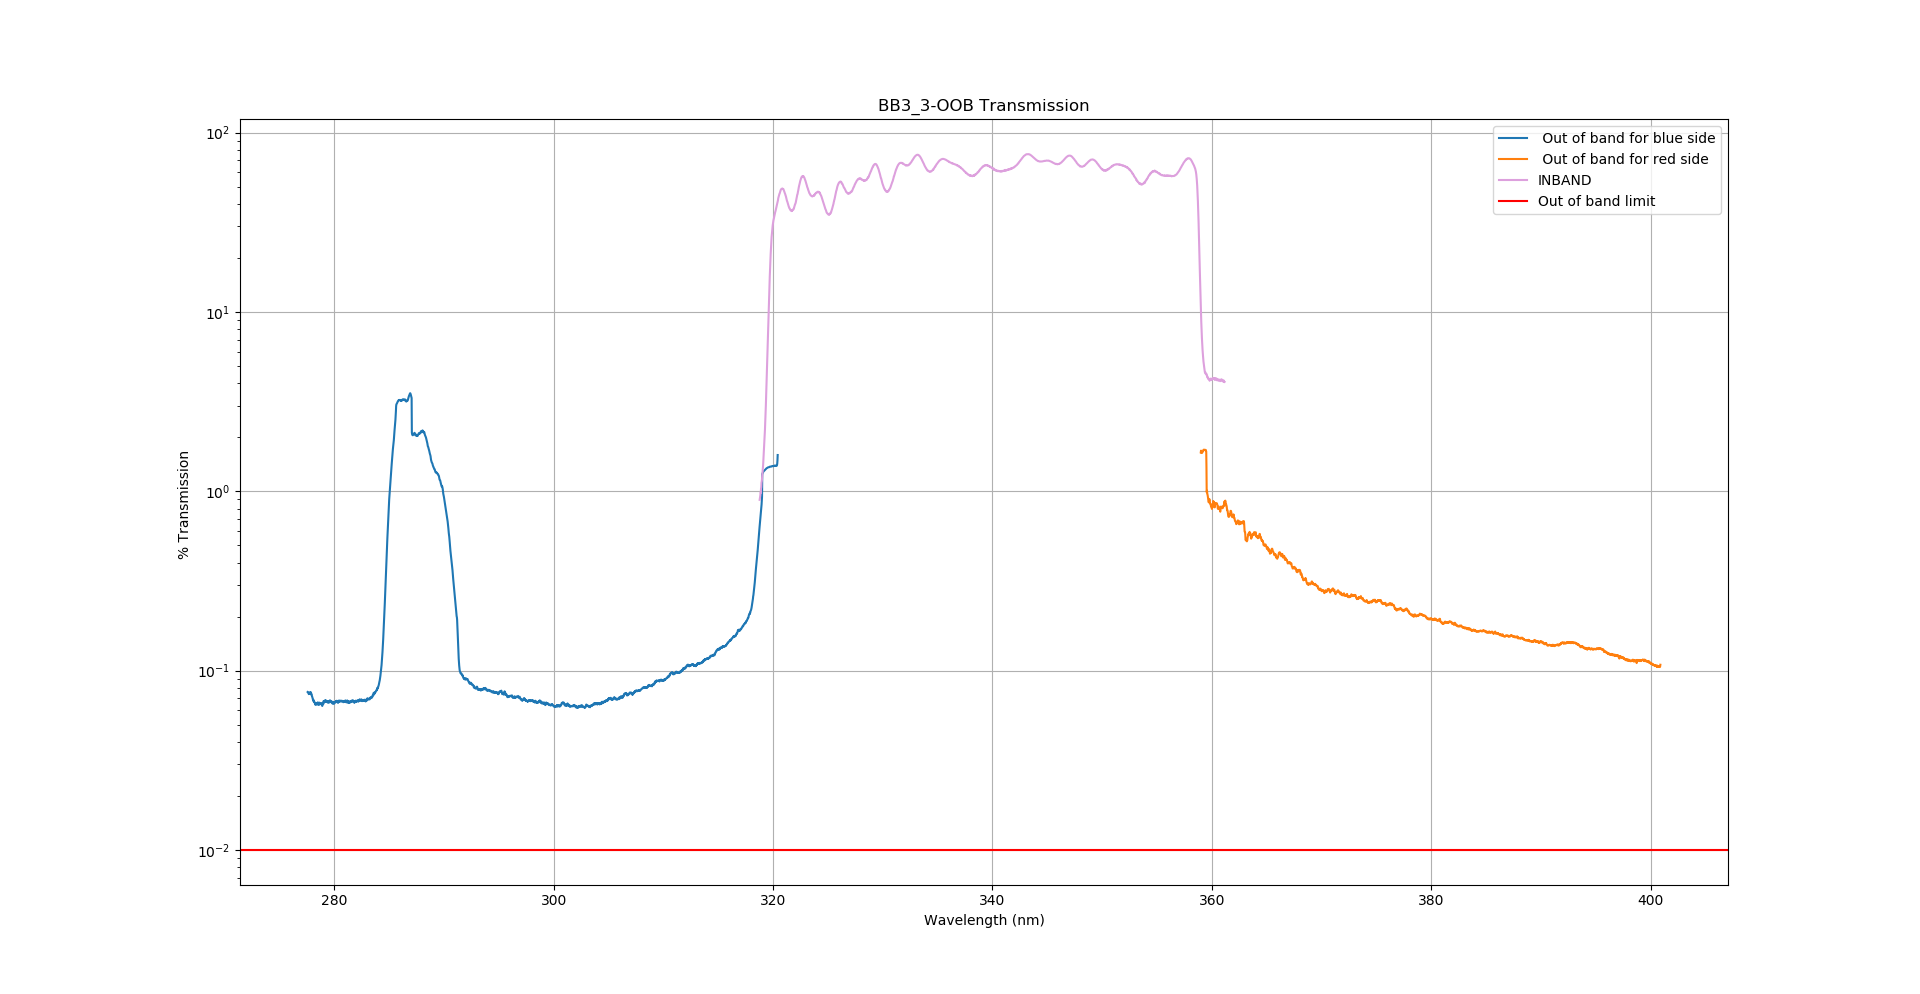 BB3_3-OOB Transmission
Out of band for blue side
Out of band for red side
INBAND
Out of band limit
% Transmission
10²
10¹
10⁰
10⁻¹
10⁻²
280 300 320 340 360 380 400
Wavelength (nm)